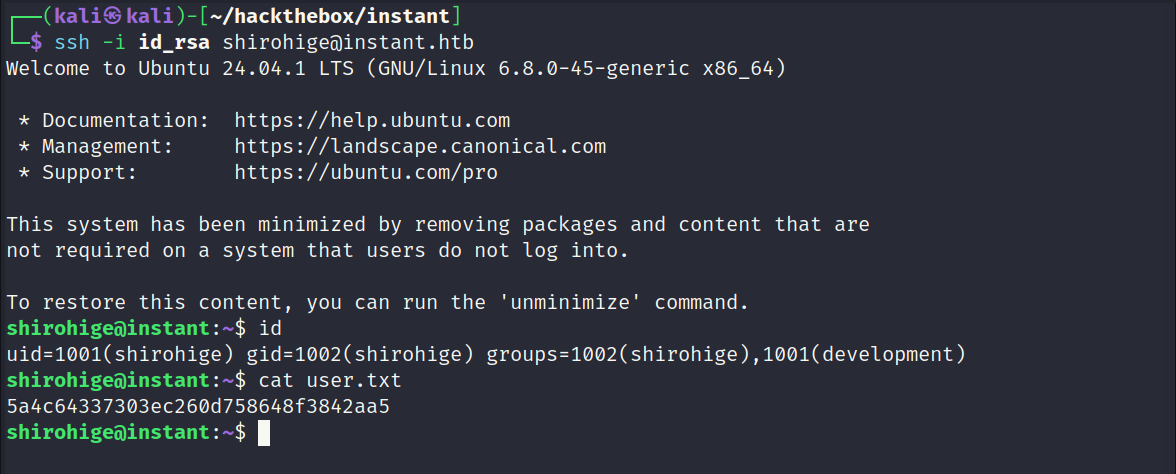 ┌──(kali㉿kali)-[~/hackthebox/instant]
└─$ ssh -i id_rsa shirohige@instant.htb
Welcome to Ubuntu 24.04.1 LTS (GNU/Linux 6.8.0-45-generic x86_64)
* Documentation:  https://help.ubuntu.com
* Management:     https://landscape.canonical.com
* Support:        https://ubuntu.com/pro
This system has been minimized by removing packages and content that are
not required on a system that users do not log into.
To restore this content, you can run the 'unminimize' command.
shirohige@instant:~$ id
uid=1001(shirohige) gid=1002(shirohige) groups=1002(shirohige),1001(development)
shirohige@instant:~$ cat user.txt
5a4c64337303ec260d758648f3842aa5
shirohige@instant:~$